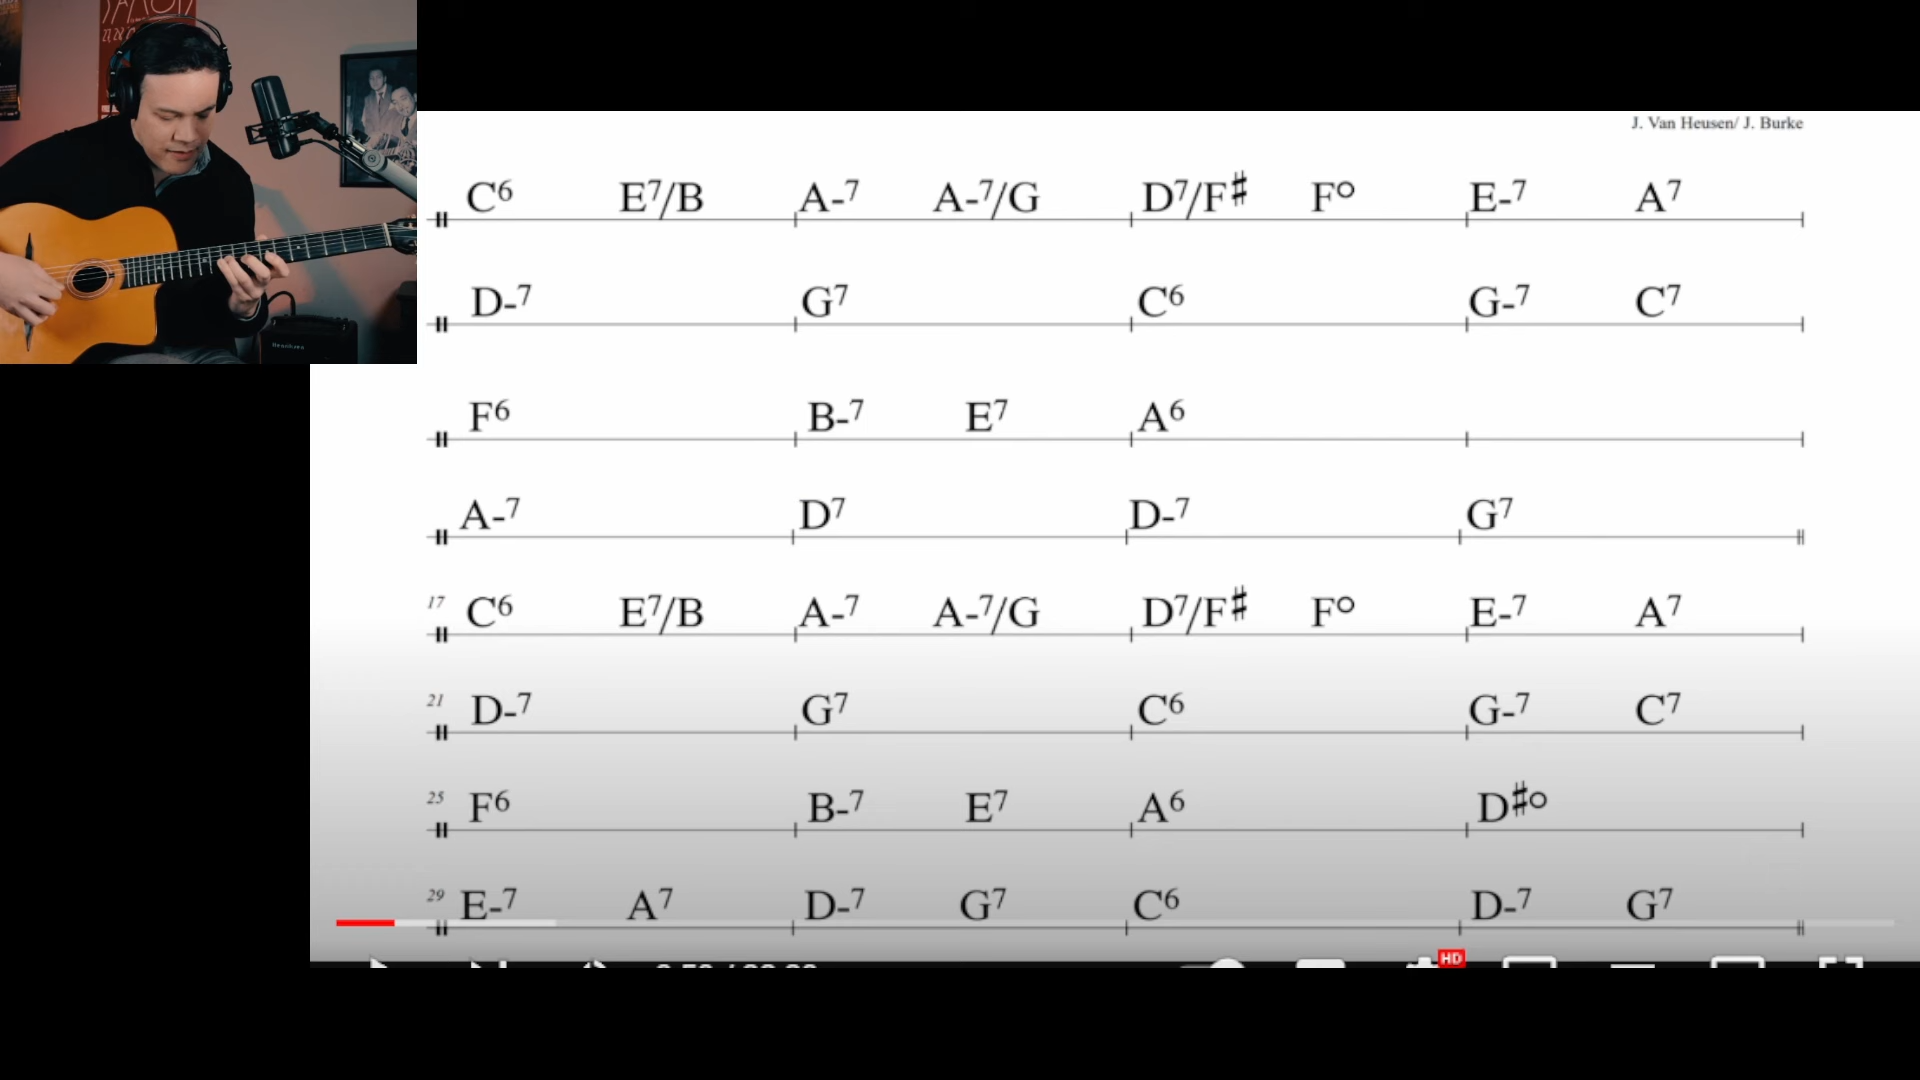 J. Van Heusen/ J. Burke
C6 E7/B A-7 A-7/G D7/F♯ F° E-7 A7
D-7 G7 C6 G-7 C7
F6 B-7 E7 A6
A-7 D7 D-7 G7
17 C6 E7/B A-7 A-7/G D7/F♯ F° E-7 A7
21 D-7 G7 C6 G-7 C7
25 F6 B-7 E7 A6 D♯°
29 E-7 A7 D-7 G7 C6 D-7 G7
HD